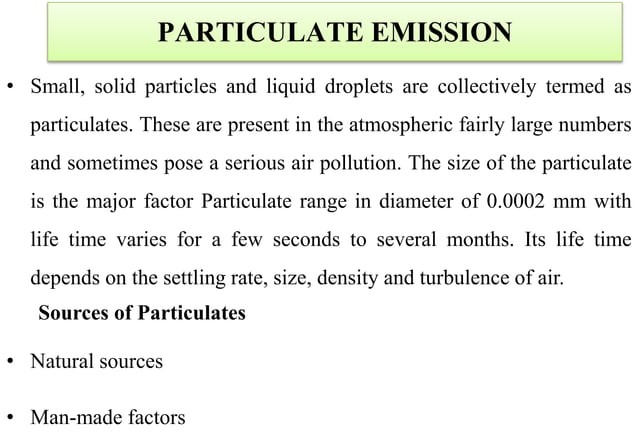 PARTICULATE EMISSION
• Small, solid particles and liquid droplets are collectively termed as
particulates. These are present in the atmospheric fairly large numbers
and sometimes pose a serious air pollution. The size of the particulate
is the major factor Particulate range in diameter of 0.0002 mm with
life time varies for a few seconds to several months. Its life time
depends on the settling rate, size, density and turbulence of air.
Sources of Particulates
• Natural sources
• Man-made factors